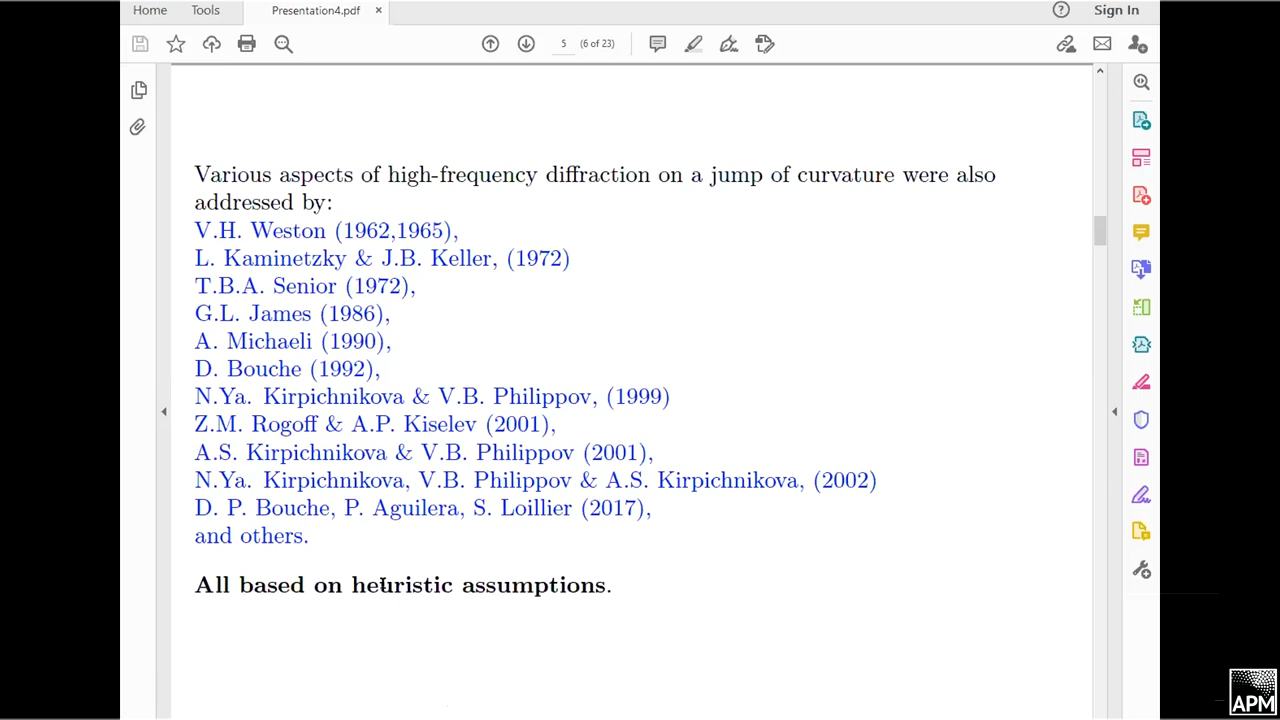 Home Tools Presentation4.pdf × Sign In
5 (6 of 23)
Various aspects of high-frequency diffraction on a jump of curvature were also
addressed by:
V.H. Weston (1962,1965),
L. Kaminetzky & J.B. Keller, (1972)
T.B.A. Senior (1972),
G.L. James (1986),
A. Michaeli (1990),
D. Bouche (1992),
N.Ya. Kirpichnikova & V.B. Philippov, (1999)
Z.M. Rogoff & A.P. Kiselev (2001),
A.S. Kirpichnikova & V.B. Philippov (2001),
N.Ya. Kirpichnikova, V.B. Philippov & A.S. Kirpichnikova, (2002)
D. P. Bouche, P. Aguilera, S. Loillier (2017),
and others.
All based on heuristic assumptions.
APM